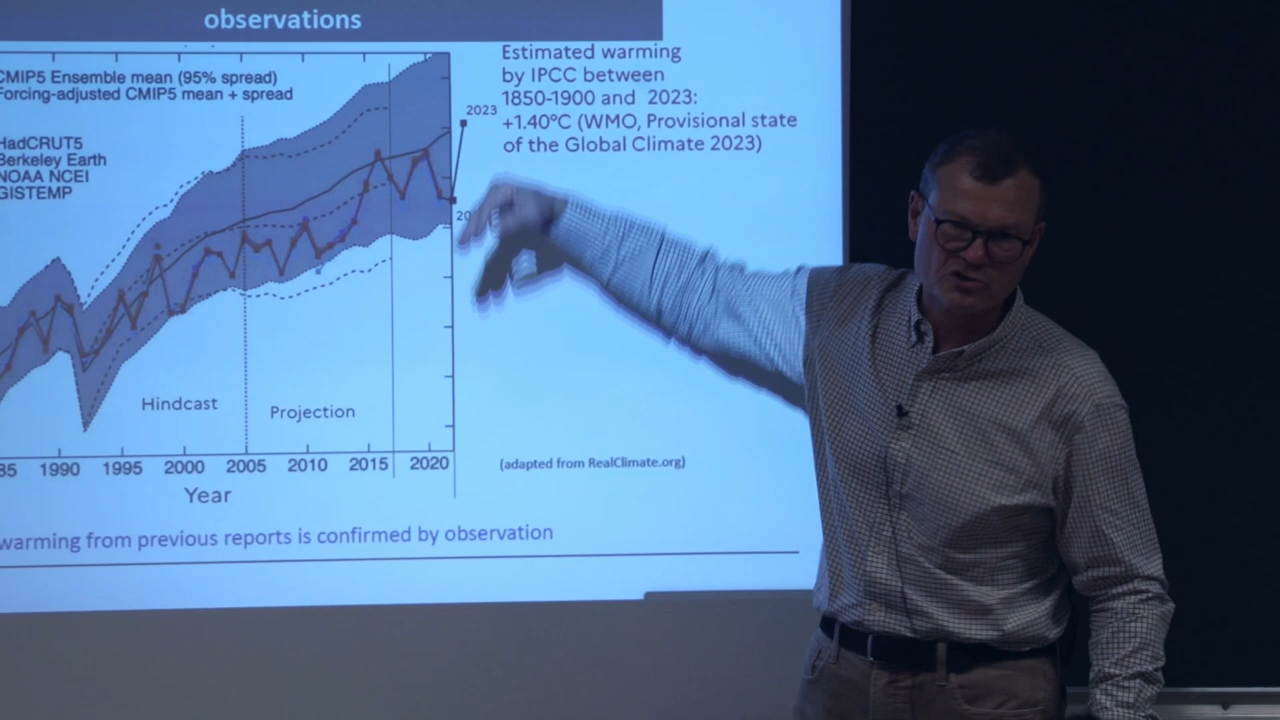 observations
CMIP5 Ensemble mean (95% spread)
Forcing-adjusted CMIP5 mean + spread
HadCRUT5
Berkeley Earth
NOAA NCEI
GISTEMP
2023
20
Estimated warming
by IPCC between
1850-1900 and 2023:
+1.40°C (WMO, Provisional state
of the Global Climate 2023)
Hindcast
Projection
85 1990 1995 2000 2005 2010 2015 2020
Year
(adapted from RealClimate.org)
warming from previous reports is confirmed by observation